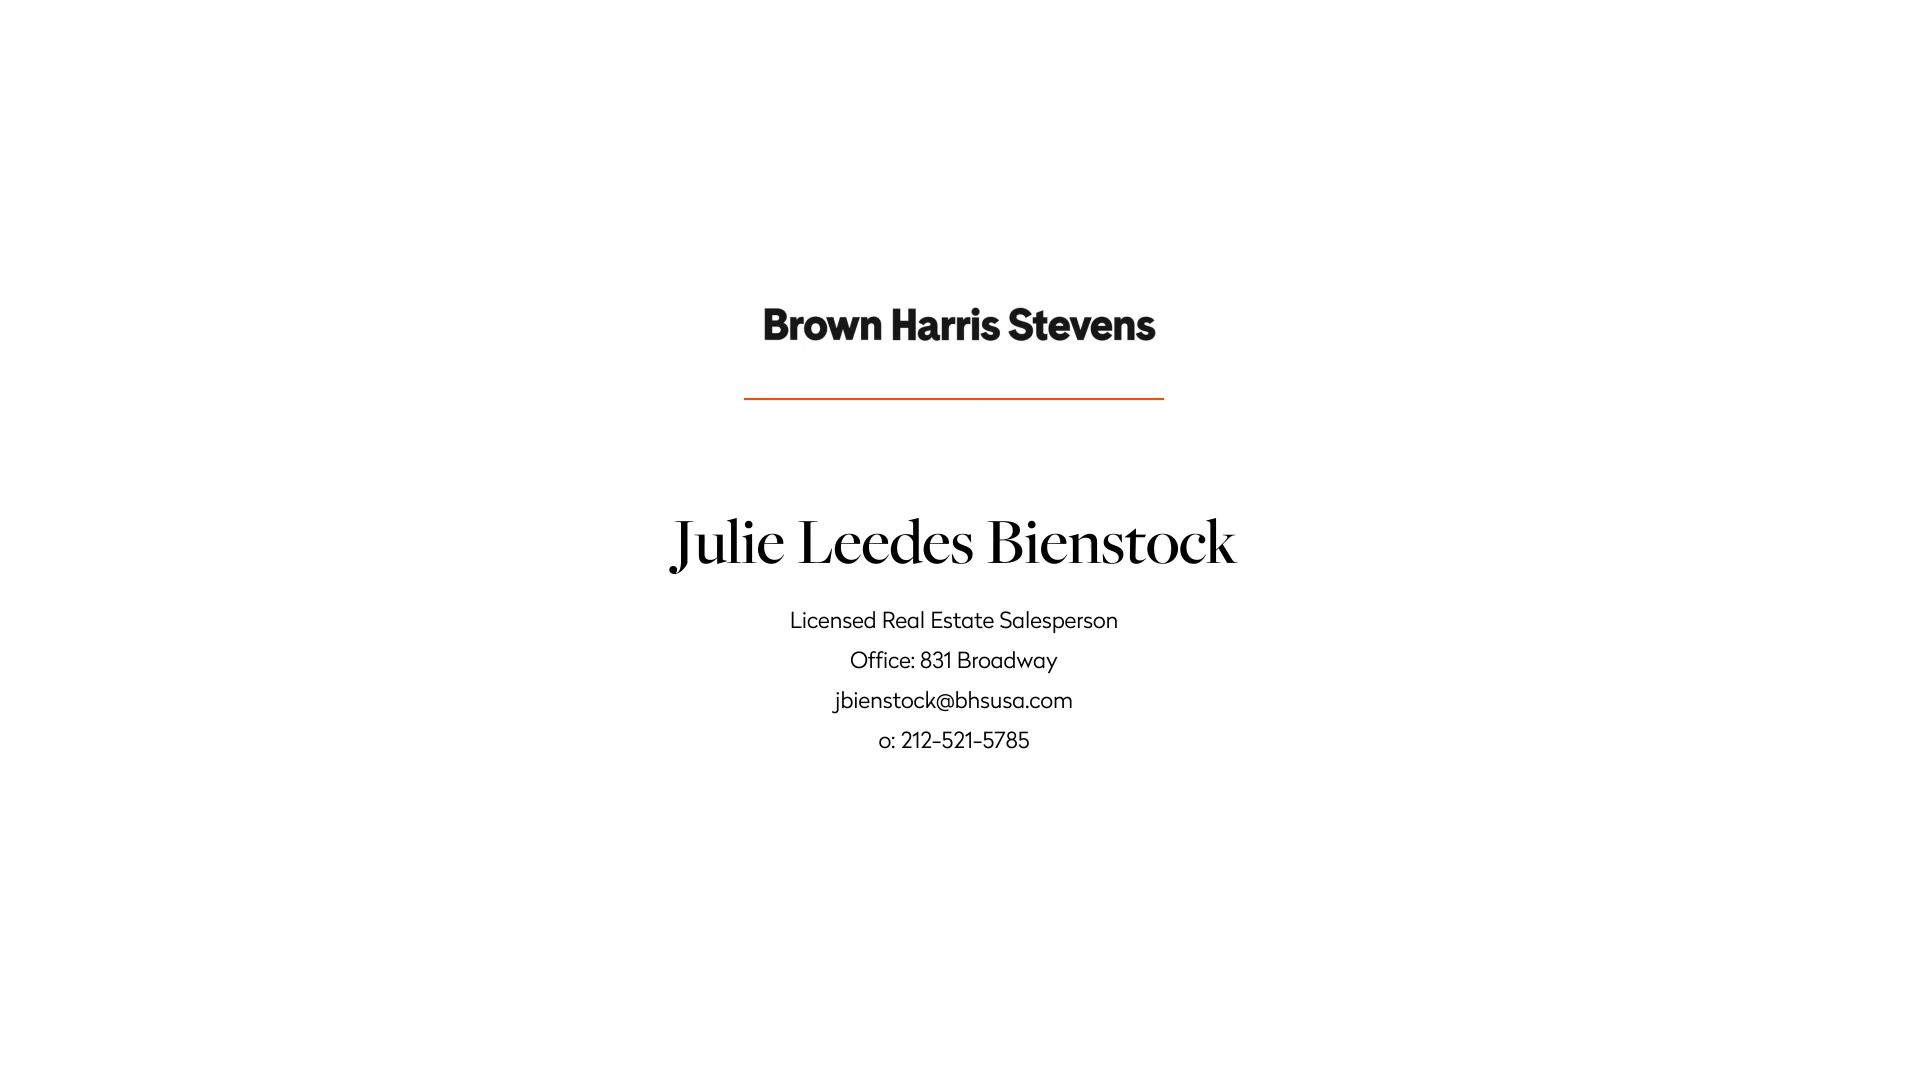 Brown Harris Stevens
Julie Leedes Bienstock
Licensed Real Estate Salesperson
Office: 831 Broadway
jbienstock@bhsusa.com
o: 212-521-5785